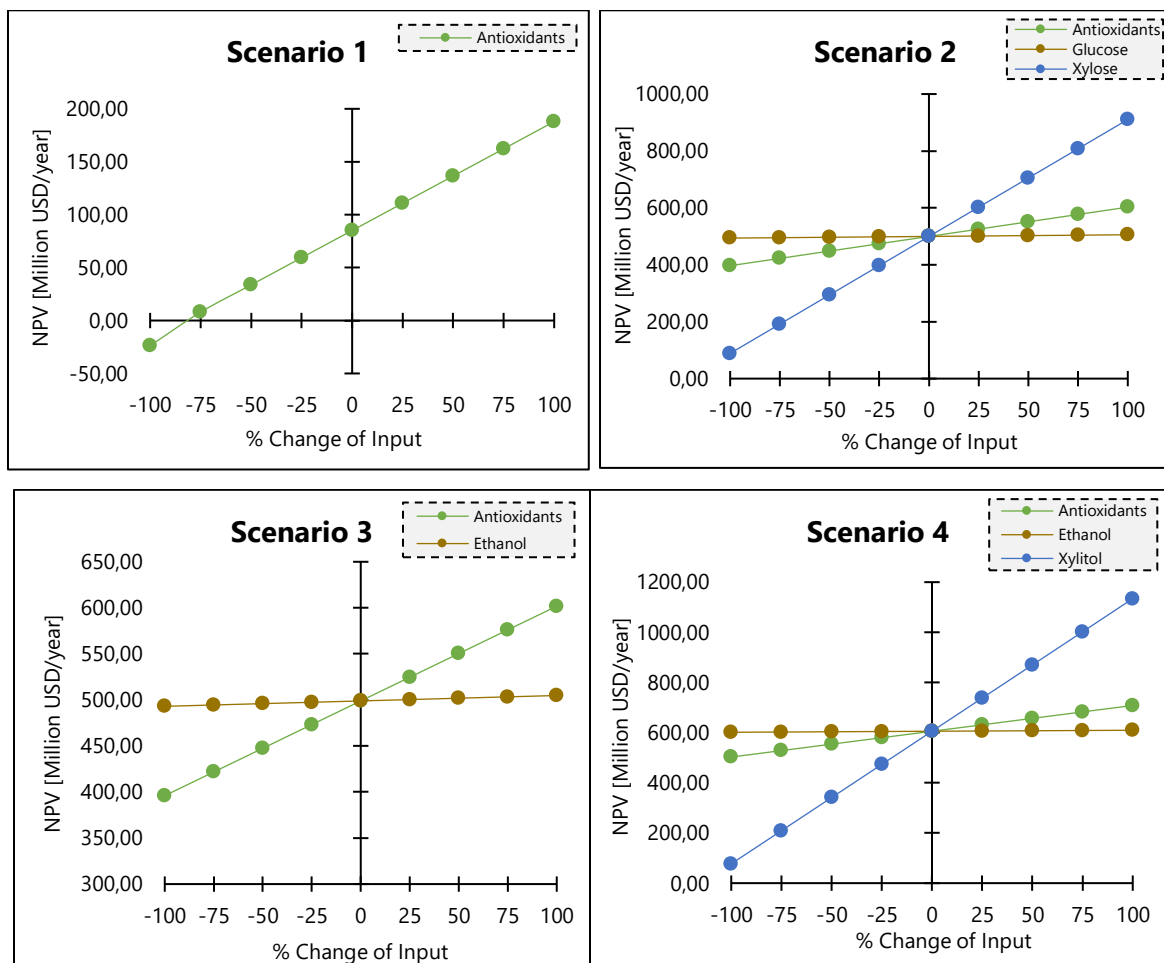 Scenario 1
Antioxidants
NPV [Million USD/year]
200,00
150,00
100,00
50,00
0,00
-50,00
-100 -75 -50 -25 0 25 50 75 100
% Change of Input
Scenario 2
Antioxidants
Glucose
Xylose
NPV [Million USD/year]
1000,00
800,00
600,00
400,00
200,00
0,00
-100 -75 -50 -25 0 25 50 75 100
% Change of Input
Scenario 3
Antioxidants
Ethanol
NPV [Million USD/year]
650,00
600,00
550,00
500,00
450,00
400,00
350,00
300,00
-100 -75 -50 -25 0 25 50 75 100
% Change of Input
Scenario 4
Antioxidants
Ethanol
Xylitol
NPV [Million USD/year]
1200,00
1000,00
800,00
600,00
400,00
200,00
0,00
-100 -75 -50 -25 0 25 50 75 100
% Change of Input